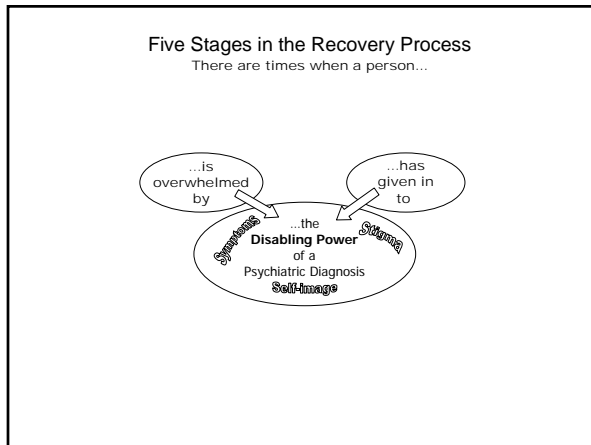 Five Stages in the Recovery Process
There are times when a person...
...is
overwhelmed
by
...has
given in
to
...the
Disabling Power
of a
Psychiatric Diagnosis
Symptoms
Stigma
Self-image